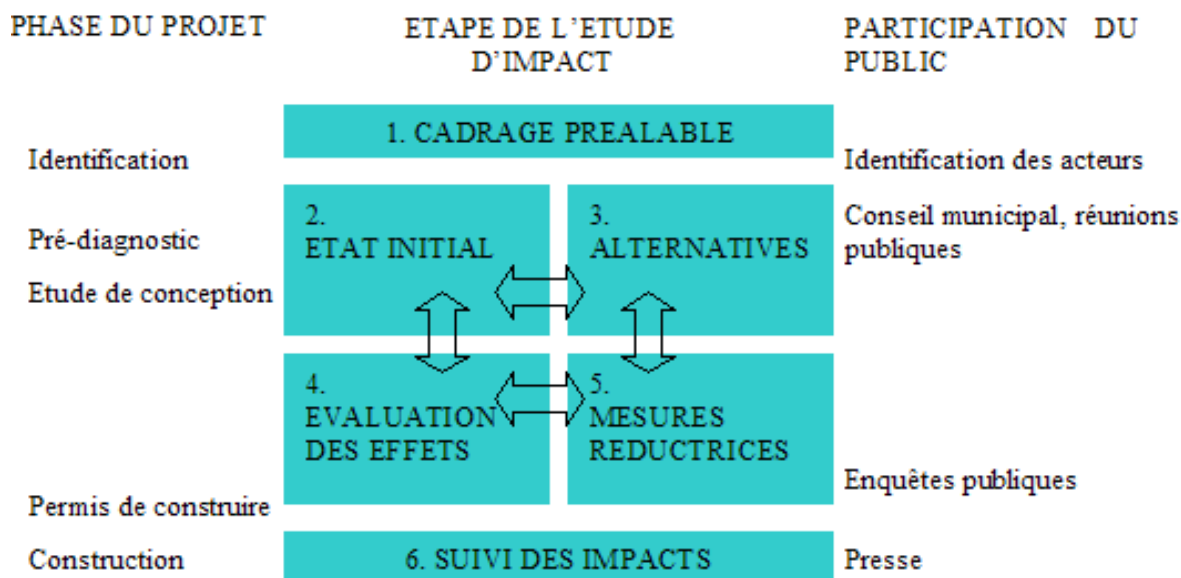 PHASE DU PROJET
ETAPE DE L'ETUDE
D'IMPACT
PARTICIPATION DU
PUBLIC
1. CADRAGE PREALABLE
Identification
Identification des acteurs
2.
ETAT INITIAL
3.
ALTERNATIVES
Pré-diagnostic
Etude de conception
Conseil municipal, réunions
publiques
4.
EVALUATION
DES EFFETS
5.
MESURES
REDUCTRICES
Enquêtes publiques
Permis de construire
Construction
6. SUIVI DES IMPACTS
Presse